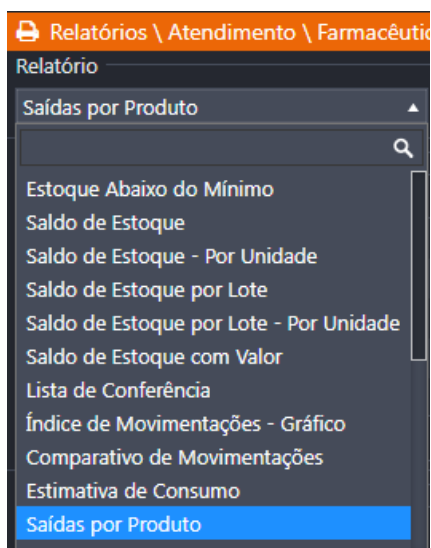 Relatórios \ Atendimento \ Farmacêuti
Relatório
Saídas por Produto
Estoque Abaixo do Mínimo
Saldo de Estoque
Saldo de Estoque - Por Unidade
Saldo de Estoque por Lote
Saldo de Estoque por Lote - Por Unidade
Saldo de Estoque com Valor
Lista de Conferência
Índice de Movimentações - Gráfico
Comparativo de Movimentações
Estimativa de Consumo
Saídas por Produto